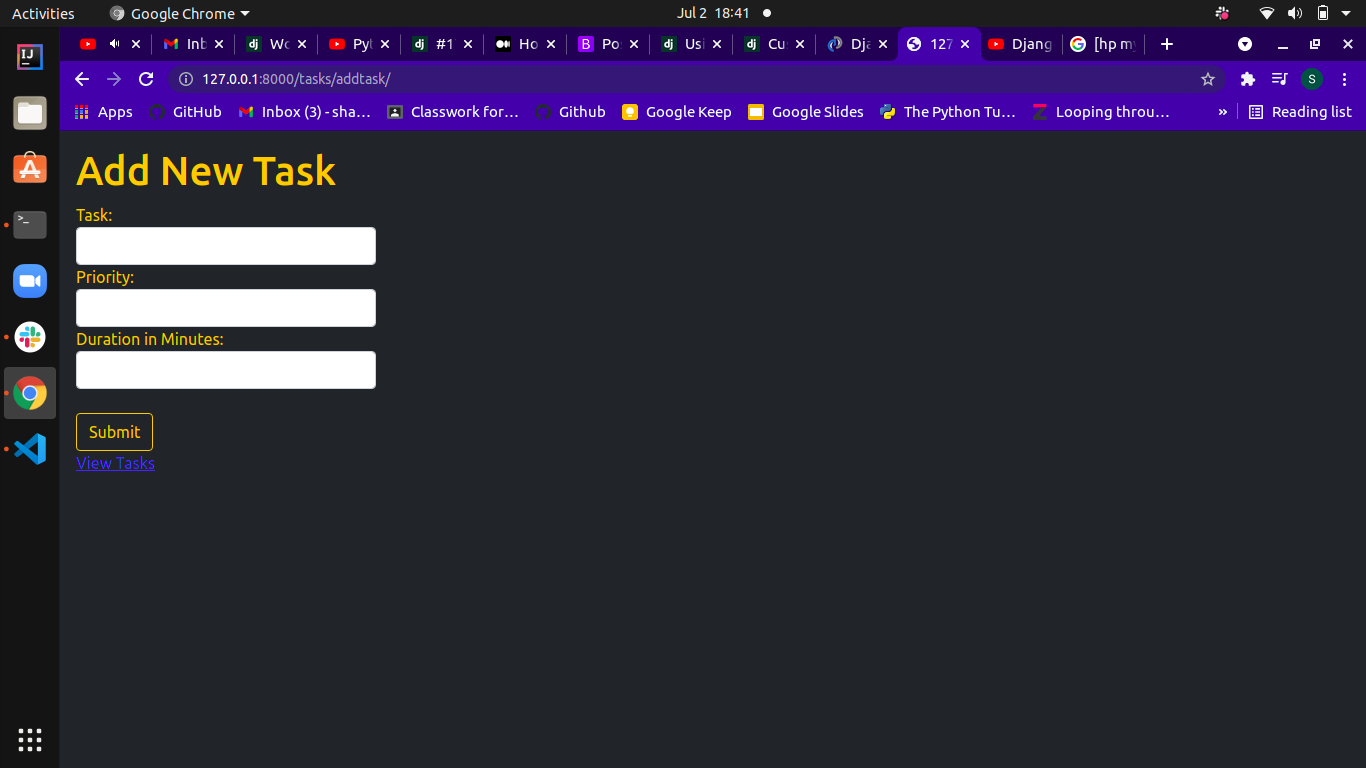 Activities Google Chrome Jul 2 18:41
Inb Wo Pyt #1 Ho Po Usi Cu Dja 127 Djang [hp my
127.0.0.1:8000/tasks/addtask/ S
Apps GitHub Inbox (3) - sha… Classwork for… Github Google Keep Google Slides The Python Tu… Looping throu… » Reading list
Add New Task
Task:
Priority:
Duration in Minutes:
Submit
View Tasks